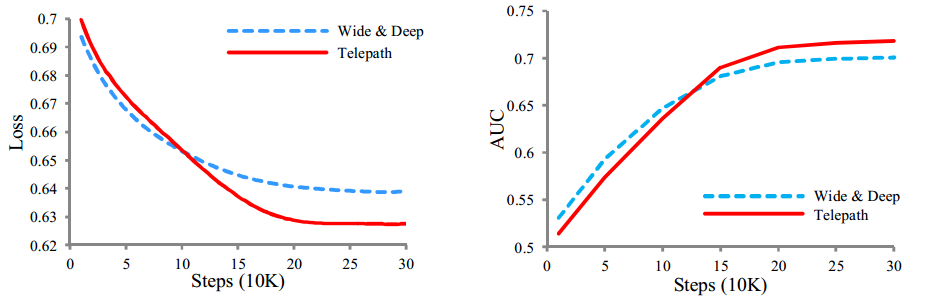 0.7
0.69
0.68
0.67
0.66
0.65
0.64
0.63
0.62
Loss
0 5 10 15 20 25 30
Steps (10K)
Wide & Deep
Telepath
0.75
0.7
0.65
0.6
0.55
0.5
AUC
0 5 10 15 20 25 30
Steps (10K)
Wide & Deep
Telepath